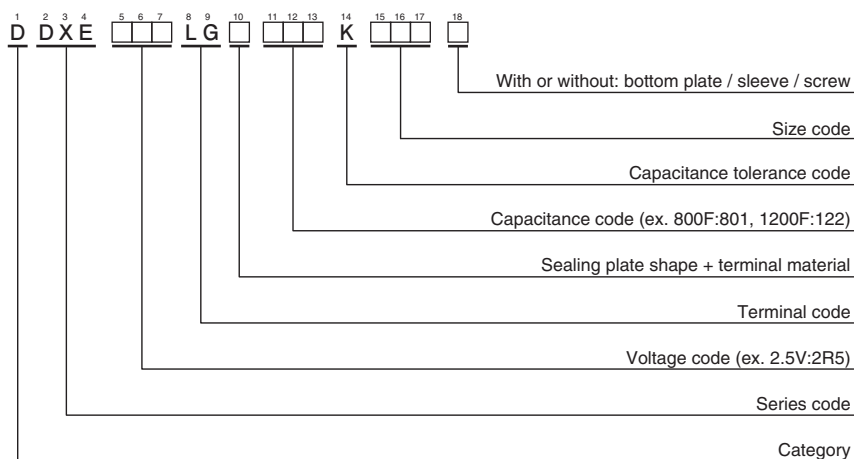 1 2 3 4 5 6 7 8 9 10 11 12 13 14 15 16 17 18
D D X E □□□ L G □ □□□ K □□□ □
With or without: bottom plate / sleeve / screw
Size code
Capacitance tolerance code
Capacitance code (ex. 800F:801, 1200F:122)
Sealing plate shape + terminal material
Terminal code
Voltage code (ex. 2.5V:2R5)
Series code
Category